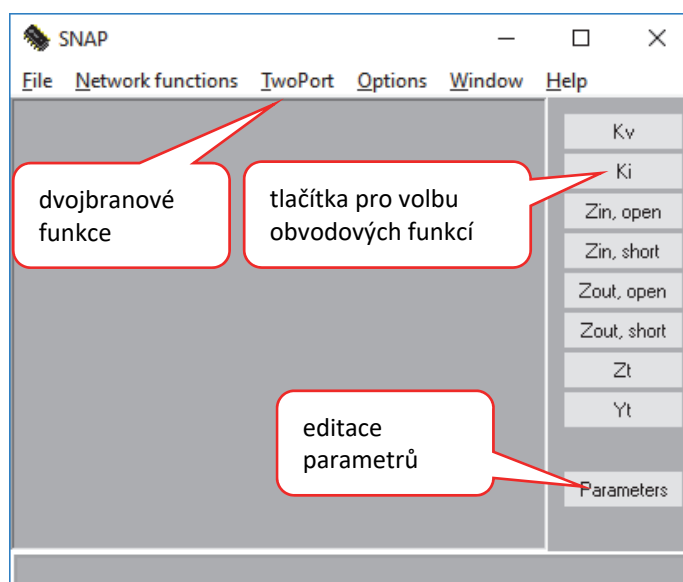 SNAP
File Network functions TwoPort Options Window Help
Kv
Ki
Zin, open
Zin, short
Zout, open
Zout, short
Zt
Yt
Parameters
dvojbranové
funkce
tlačítka pro volbu
obvodových funkcí
editace
parametrů